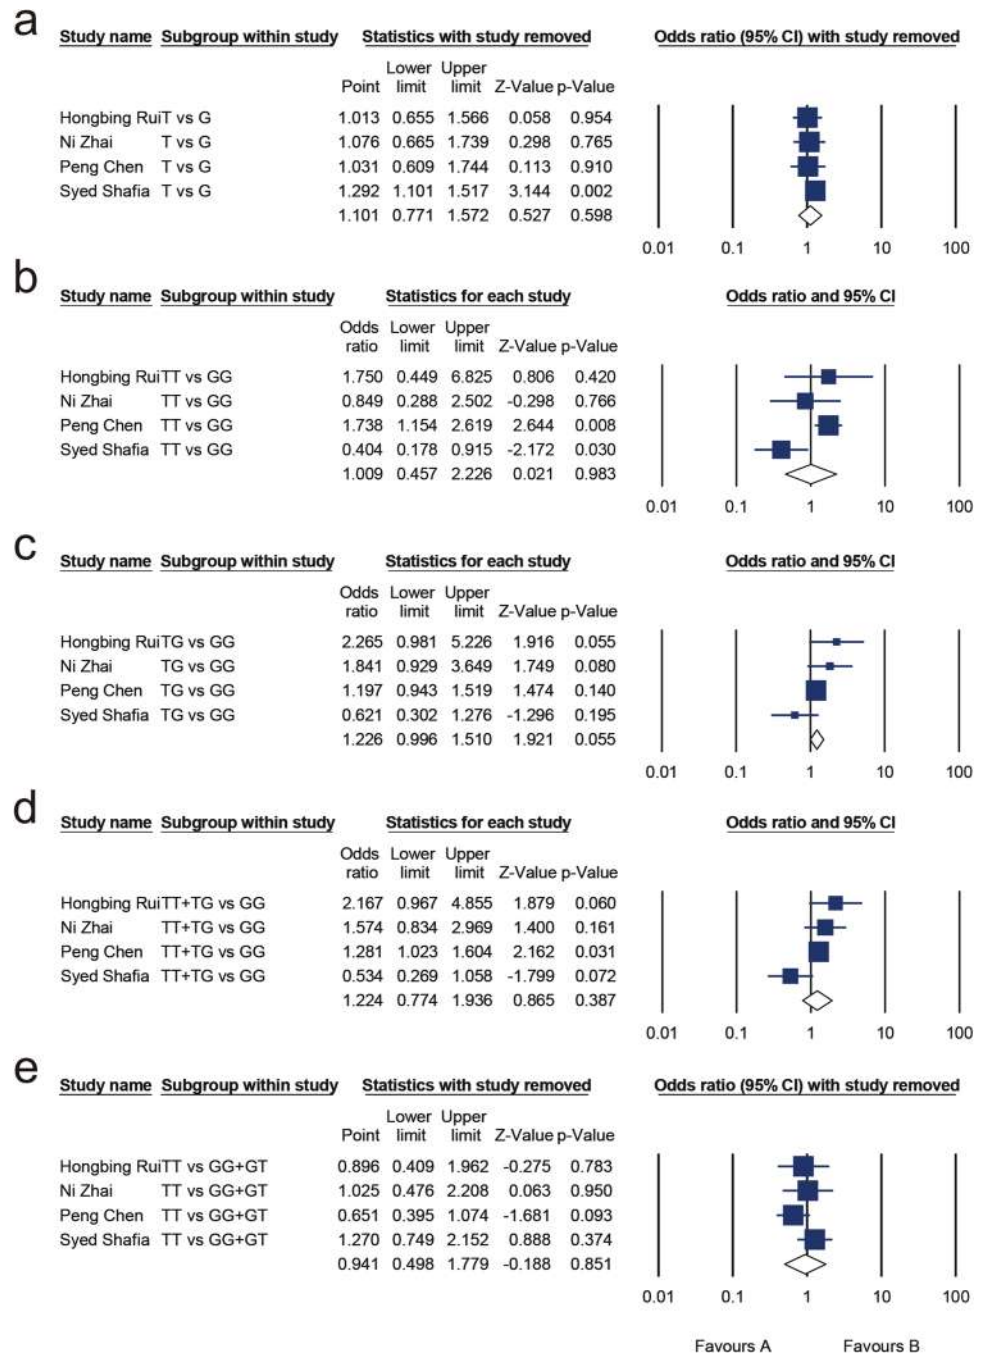 a
Study name Subgroup within study Statistics with study removed Odds ratio (95% CI) with study removed
Lower Upper
Point limit limit Z-Value p-Value
Hongbing Rui T vs G 1.013 0.655 1.566 0.058 0.954
Ni Zhai T vs G 1.076 0.665 1.739 0.298 0.765
Peng Chen T vs G 1.031 0.609 1.744 0.113 0.910
Syed Shafia T vs G 1.292 1.101 1.517 3.144 0.002
1.101 0.771 1.572 0.527 0.598
0.01 0.1 1 10 100
b
Study name Subgroup within study Statistics for each study Odds ratio and 95% CI
Odds Lower Upper
ratio limit limit Z-Value p-Value
Hongbing Rui TT vs GG 1.750 0.449 6.825 0.806 0.420
Ni Zhai TT vs GG 0.849 0.288 2.502 -0.298 0.766
Peng Chen TT vs GG 1.738 1.154 2.619 2.644 0.008
Syed Shafia TT vs GG 0.404 0.178 0.915 -2.172 0.030
1.009 0.457 2.226 0.021 0.983
0.01 0.1 1 10 100
c
Study name Subgroup within study Statistics for each study Odds ratio and 95% CI
Odds Lower Upper
ratio limit limit Z-Value p-Value
Hongbing Rui TG vs GG 2.265 0.981 5.226 1.916 0.055
Ni Zhai TG vs GG 1.841 0.929 3.649 1.749 0.080
Peng Chen TG vs GG 1.197 0.943 1.519 1.474 0.140
Syed Shafia TG vs GG 0.621 0.302 1.276 -1.296 0.195
1.226 0.996 1.510 1.921 0.055
0.01 0.1 1 10 100
d
Study name Subgroup within study Statistics for each study Odds ratio and 95% CI
Odds Lower Upper
ratio limit limit Z-Value p-Value
Hongbing Rui TT+TG vs GG 2.167 0.967 4.855 1.879 0.060
Ni Zhai TT+TG vs GG 1.574 0.834 2.969 1.400 0.161
Peng Chen TT+TG vs GG 1.281 1.023 1.604 2.162 0.031
Syed Shafia TT+TG vs GG 0.534 0.269 1.058 -1.799 0.072
1.224 0.774 1.936 0.865 0.387
0.01 0.1 1 10 100
e
Study name Subgroup within study Statistics with study removed Odds ratio (95% CI) with study removed
Lower Upper
Point limit limit Z-Value p-Value
Hongbing Rui TT vs GG+GT 0.896 0.409 1.962 -0.275 0.783
Ni Zhai TT vs GG+GT 1.025 0.476 2.208 0.063 0.950
Peng Chen TT vs GG+GT 0.651 0.395 1.074 -1.681 0.093
Syed Shafia TT vs GG+GT 1.270 0.749 2.152 0.888 0.374
0.941 0.498 1.779 -0.188 0.851
0.01 0.1 1 10 100
Favours A Favours B